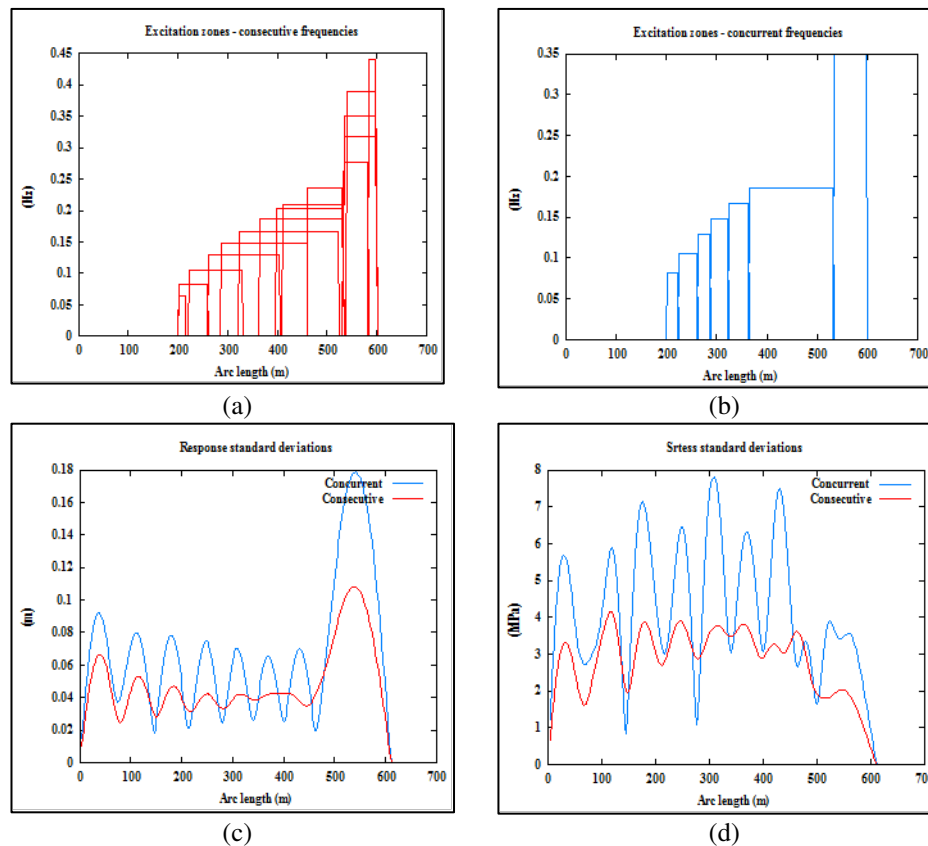 Excitation zones - consecutive frequencies
0.45
0.4
0.35
0.3
0.25
0.2
0.15
0.1
0.05
0
(Hz)
0 100 200 300 400 500 600 700
Arc length (m)
(a)
Excitation zones - concurrent frequencies
0.35
0.3
0.25
0.2
0.15
0.1
0.05
0
(Hz)
0 100 200 300 400 500 600 700
Arc length (m)
(b)
Response standard deviations
Concurrent
Consecutive
0.18
0.16
0.14
0.12
0.1
0.08
0.06
0.04
0.02
0
(m)
0 100 200 300 400 500 600 700
Arc length (m)
(c)
Srtess standard deviations
Concurrent
Consecutive
8
7
6
5
4
3
2
1
0
(MPa)
0 100 200 300 400 500 600 700
Arc length (m)
(d)